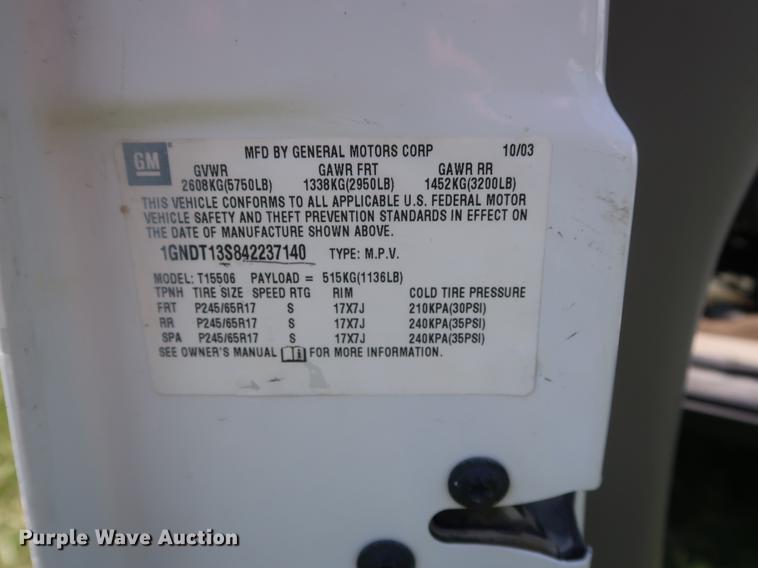 GM
MFD BY GENERAL MOTORS CORP 10/03
GVWR GAWR FRT GAWR RR
2608KG(5750LB) 1338KG(2950LB) 1452KG(3200LB)
THIS VEHICLE CONFORMS TO ALL APPLICABLE U.S. FEDERAL MOTOR
VEHICLE SAFETY AND THEFT PREVENTION STANDARDS IN EFFECT ON
THE DATE OF MANUFACTURE SHOWN ABOVE.
1GNDT13S842237140 TYPE: M.P.V.
MODEL: T15506 PAYLOAD = 515KG(1136LB)
TPNH TIRE SIZE SPEED RTG RIM COLD TIRE PRESSURE
FRT P245/65R17 S 17X7J 210KPA(30PSI)
RR P245/65R17 S 17X7J 240KPA(35PSI)
SPA P245/65R17 S 17X7J 240KPA(35PSI)
SEE OWNER'S MANUAL i FOR MORE INFORMATION.
Purple Wave Auction